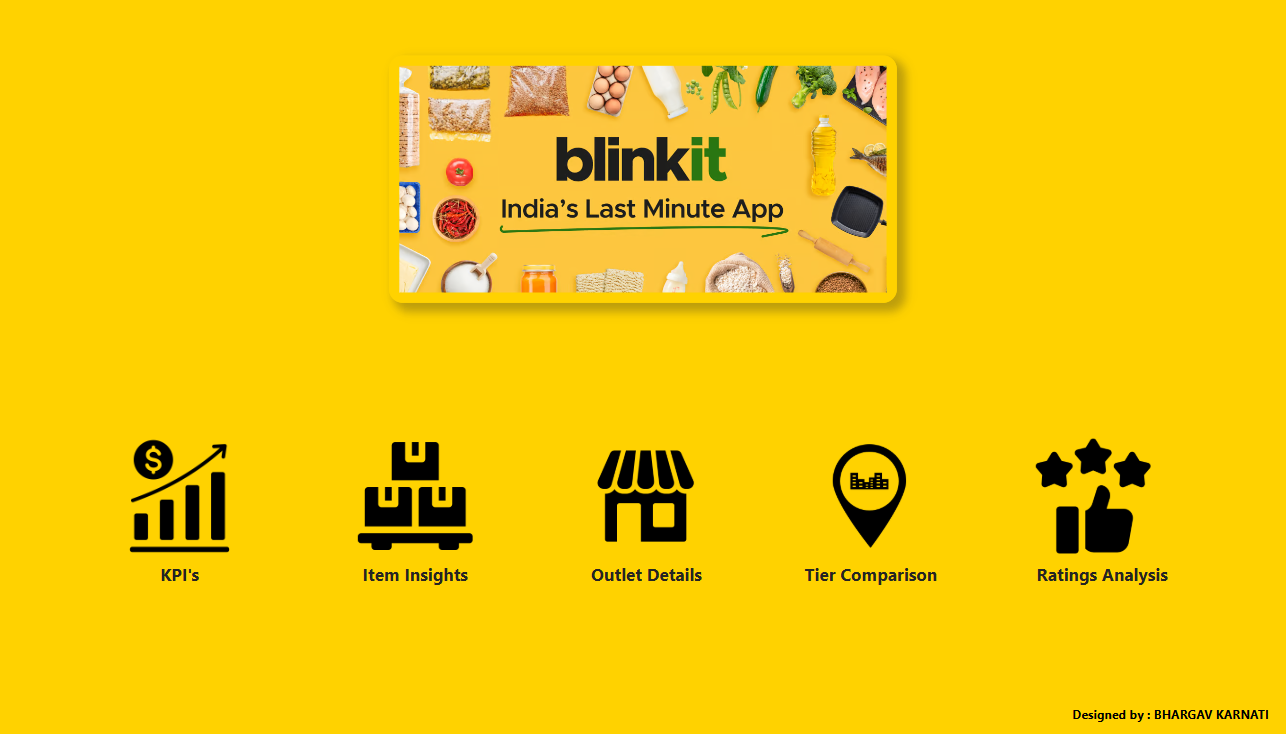 blinkit
India's Last Minute App
$
KPI's
Item Insights
Outlet Details
Tier Comparison
Ratings Analysis
Designed by : BHARGAV KARNATI